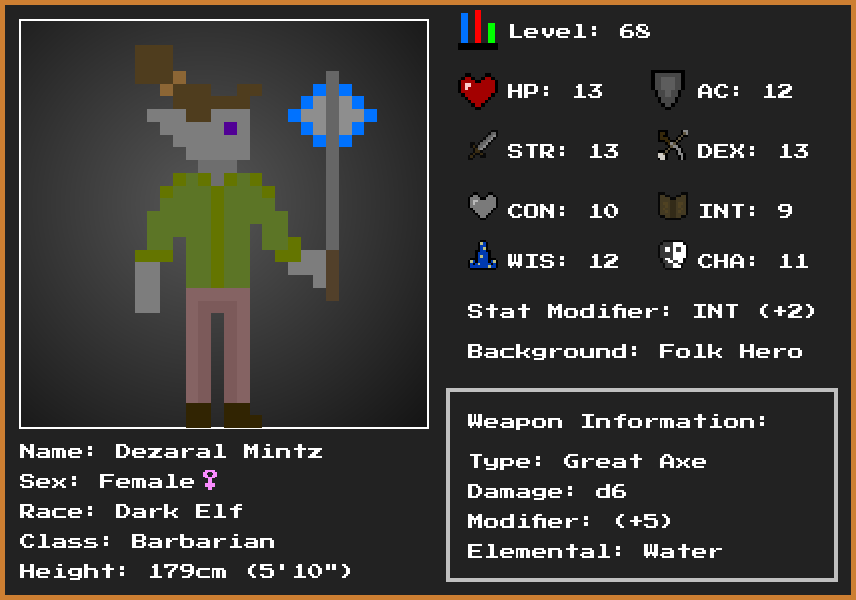 Level: 68
HP: 13
AC: 12
STR: 13
DEX: 13
CON: 10
INT: 9
WIS: 12
CHA: 11
Stat Modifier: INT (+2)
Background: Folk Hero
Weapon Information:
Type: Great Axe
Damage: d6
Modifier: (+5)
Elemental: Water
Name: Dezaral Mintz
Sex: Female♀
Race: Dark Elf
Class: Barbarian
Height: 179cm (5'10")